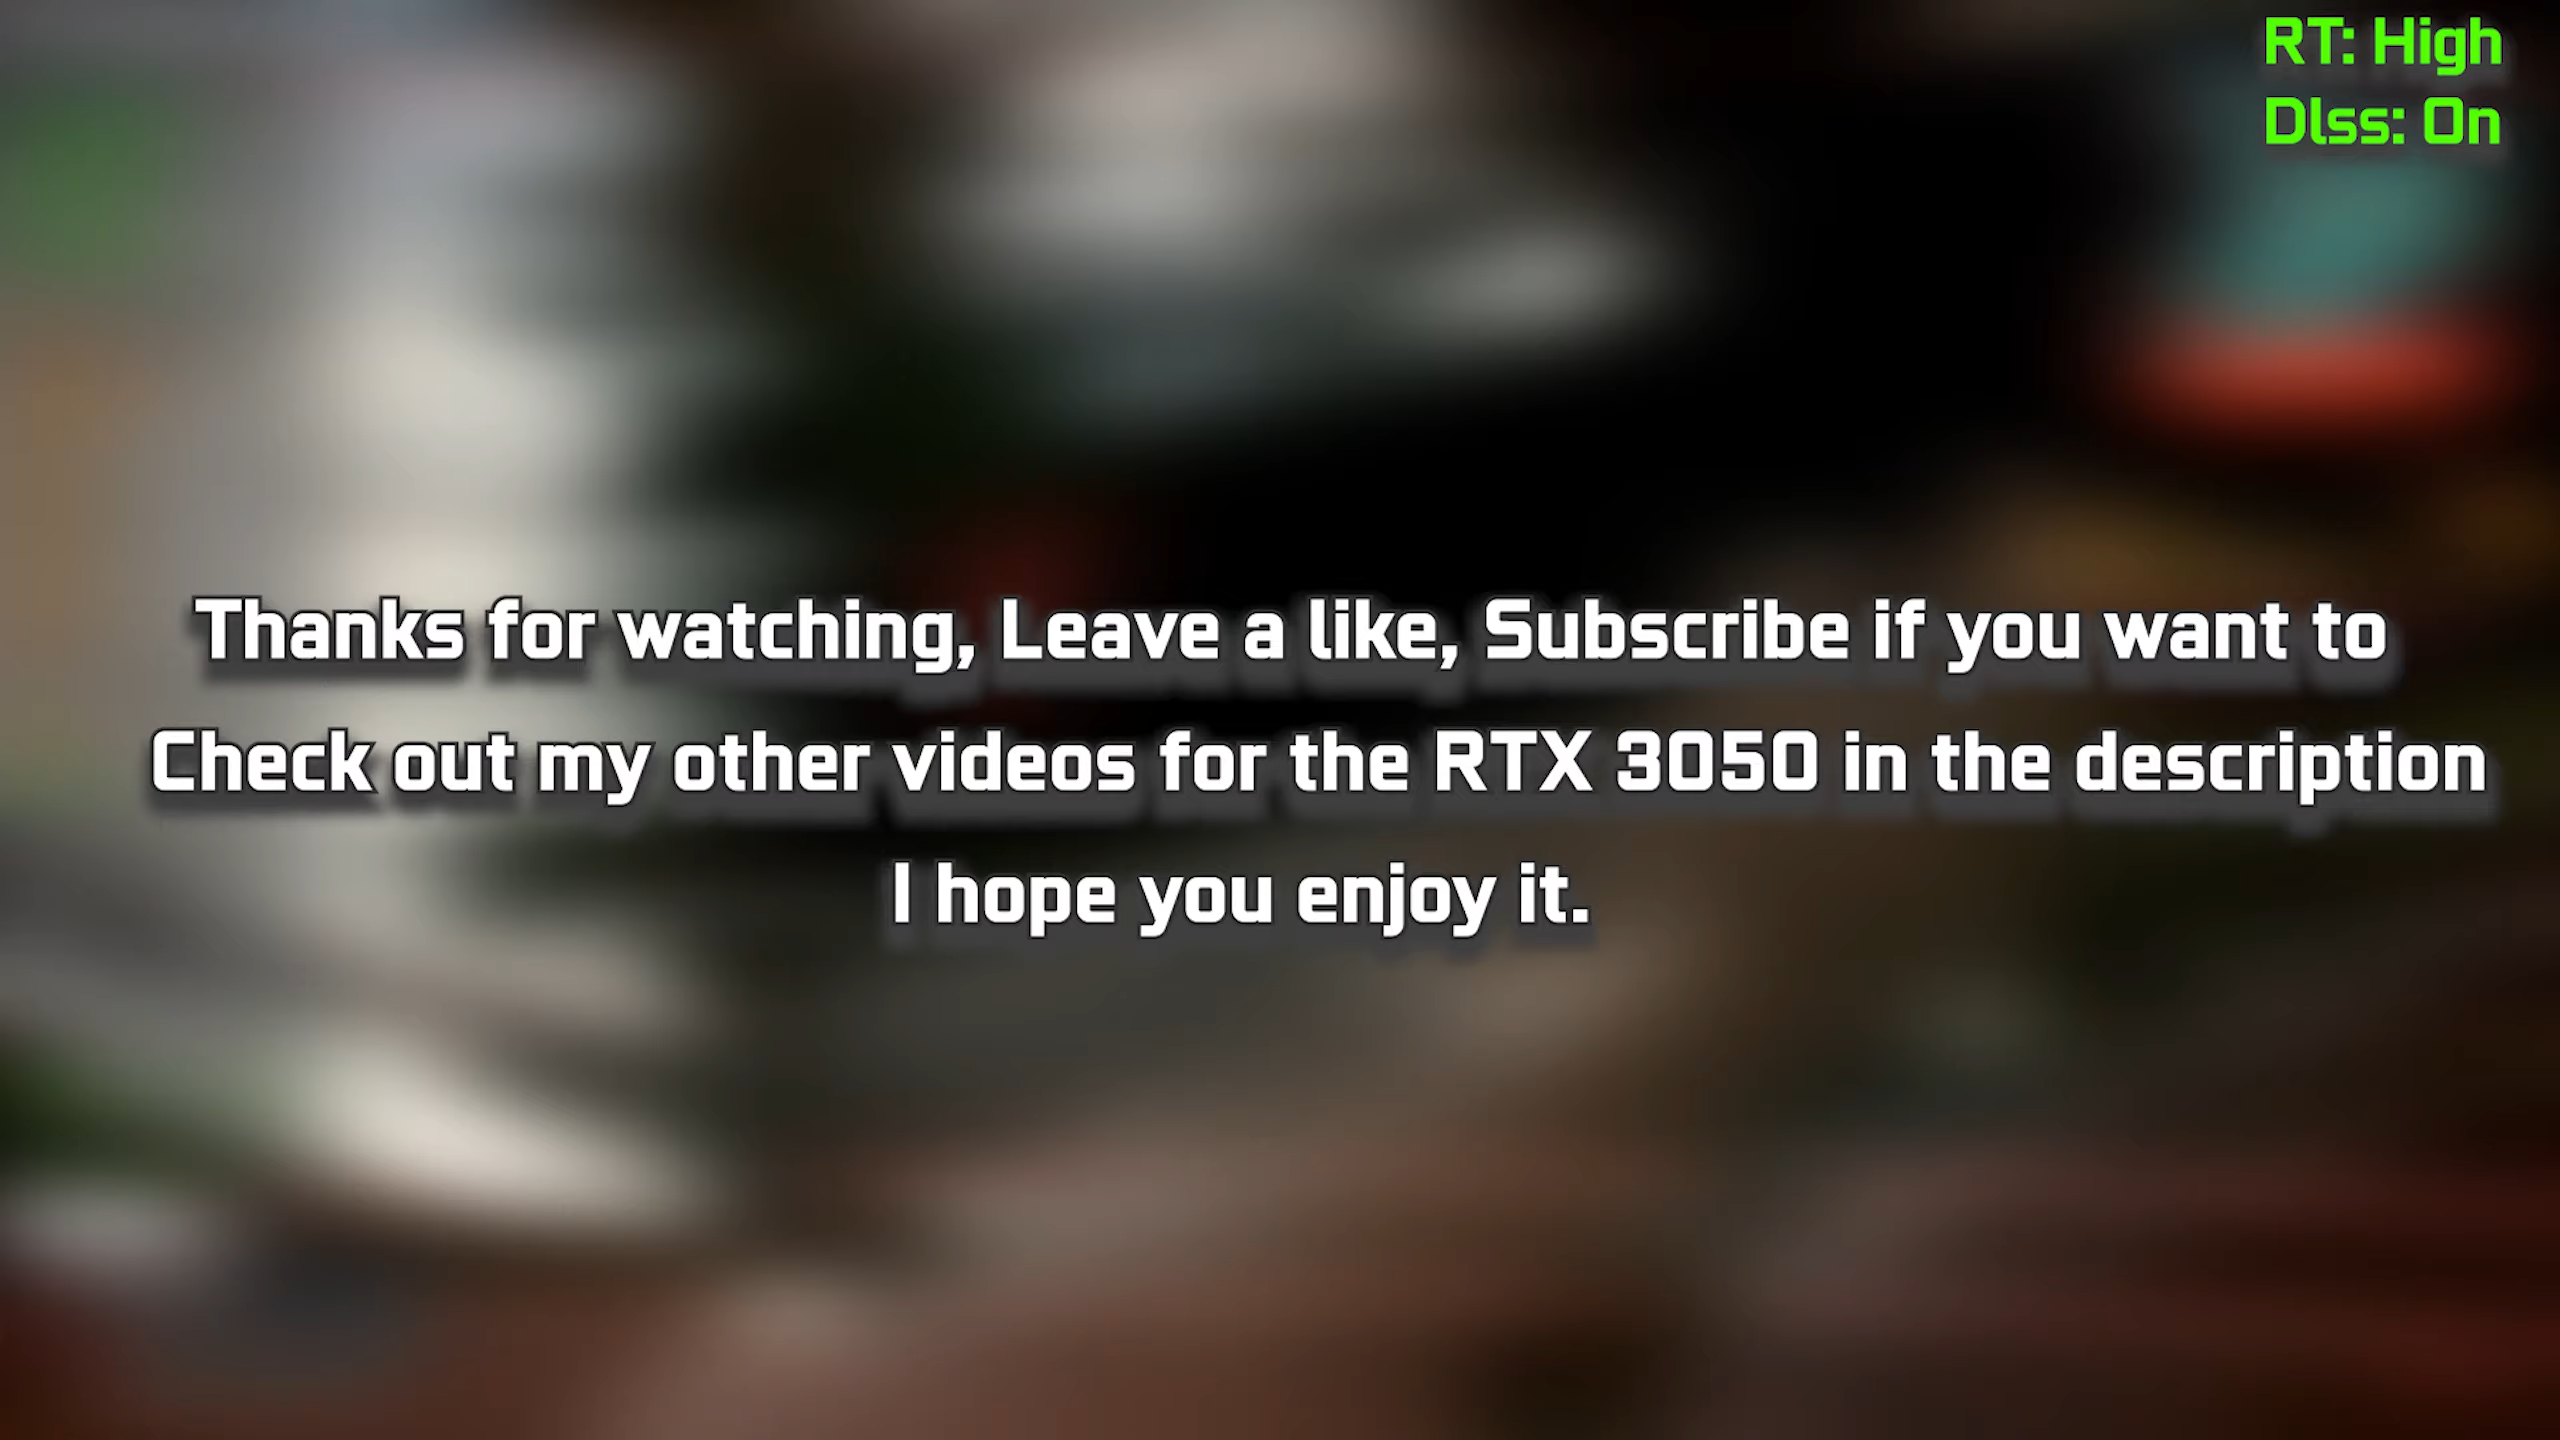 RT: High
Dlss: On
Thanks for watching, Leave a like, Subscribe if you want to
Check out my other videos for the RTX 3050 in the description
I hope you enjoy it.